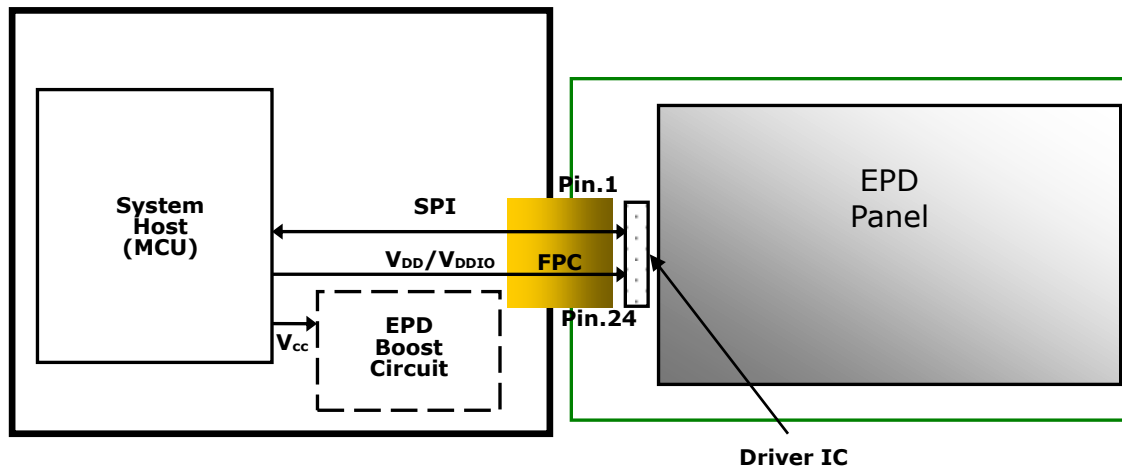 System
Host
(MCU)
SPI
VDD/VDDIO
Vcc
EPD
Boost
Circuit
Pin.1
FPC
Pin.24
EPD
Panel
Driver IC